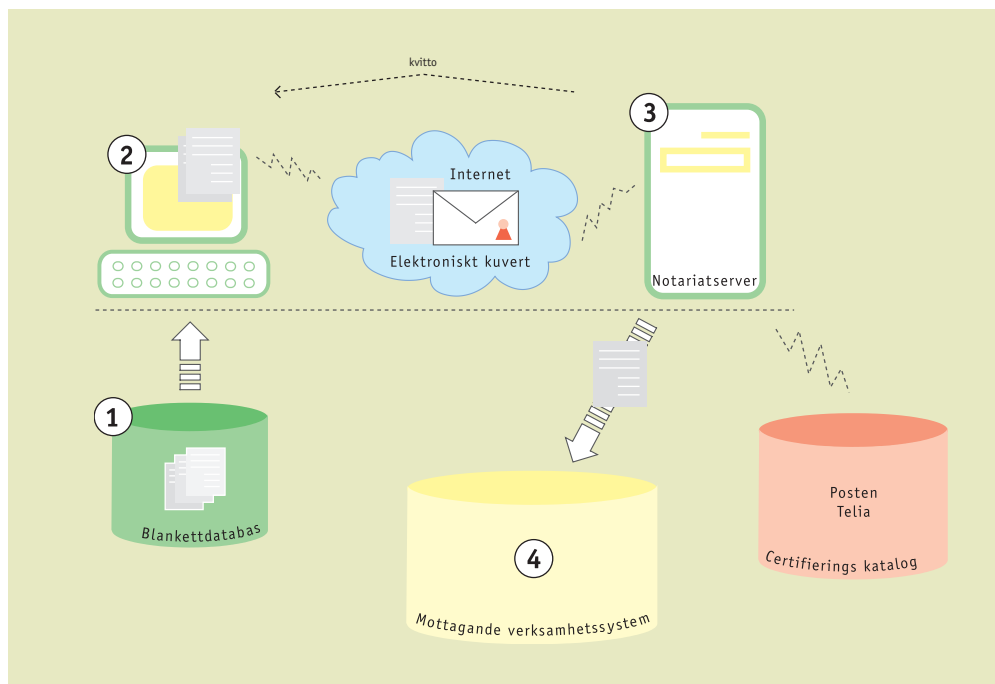 kvitto
3
2
Internet
Elektroniskt kuvert
Notariatserver
1
Blankettdatabas
4
Mottagande verksamhetssystem
Posten
Telia
Certifierings katalog